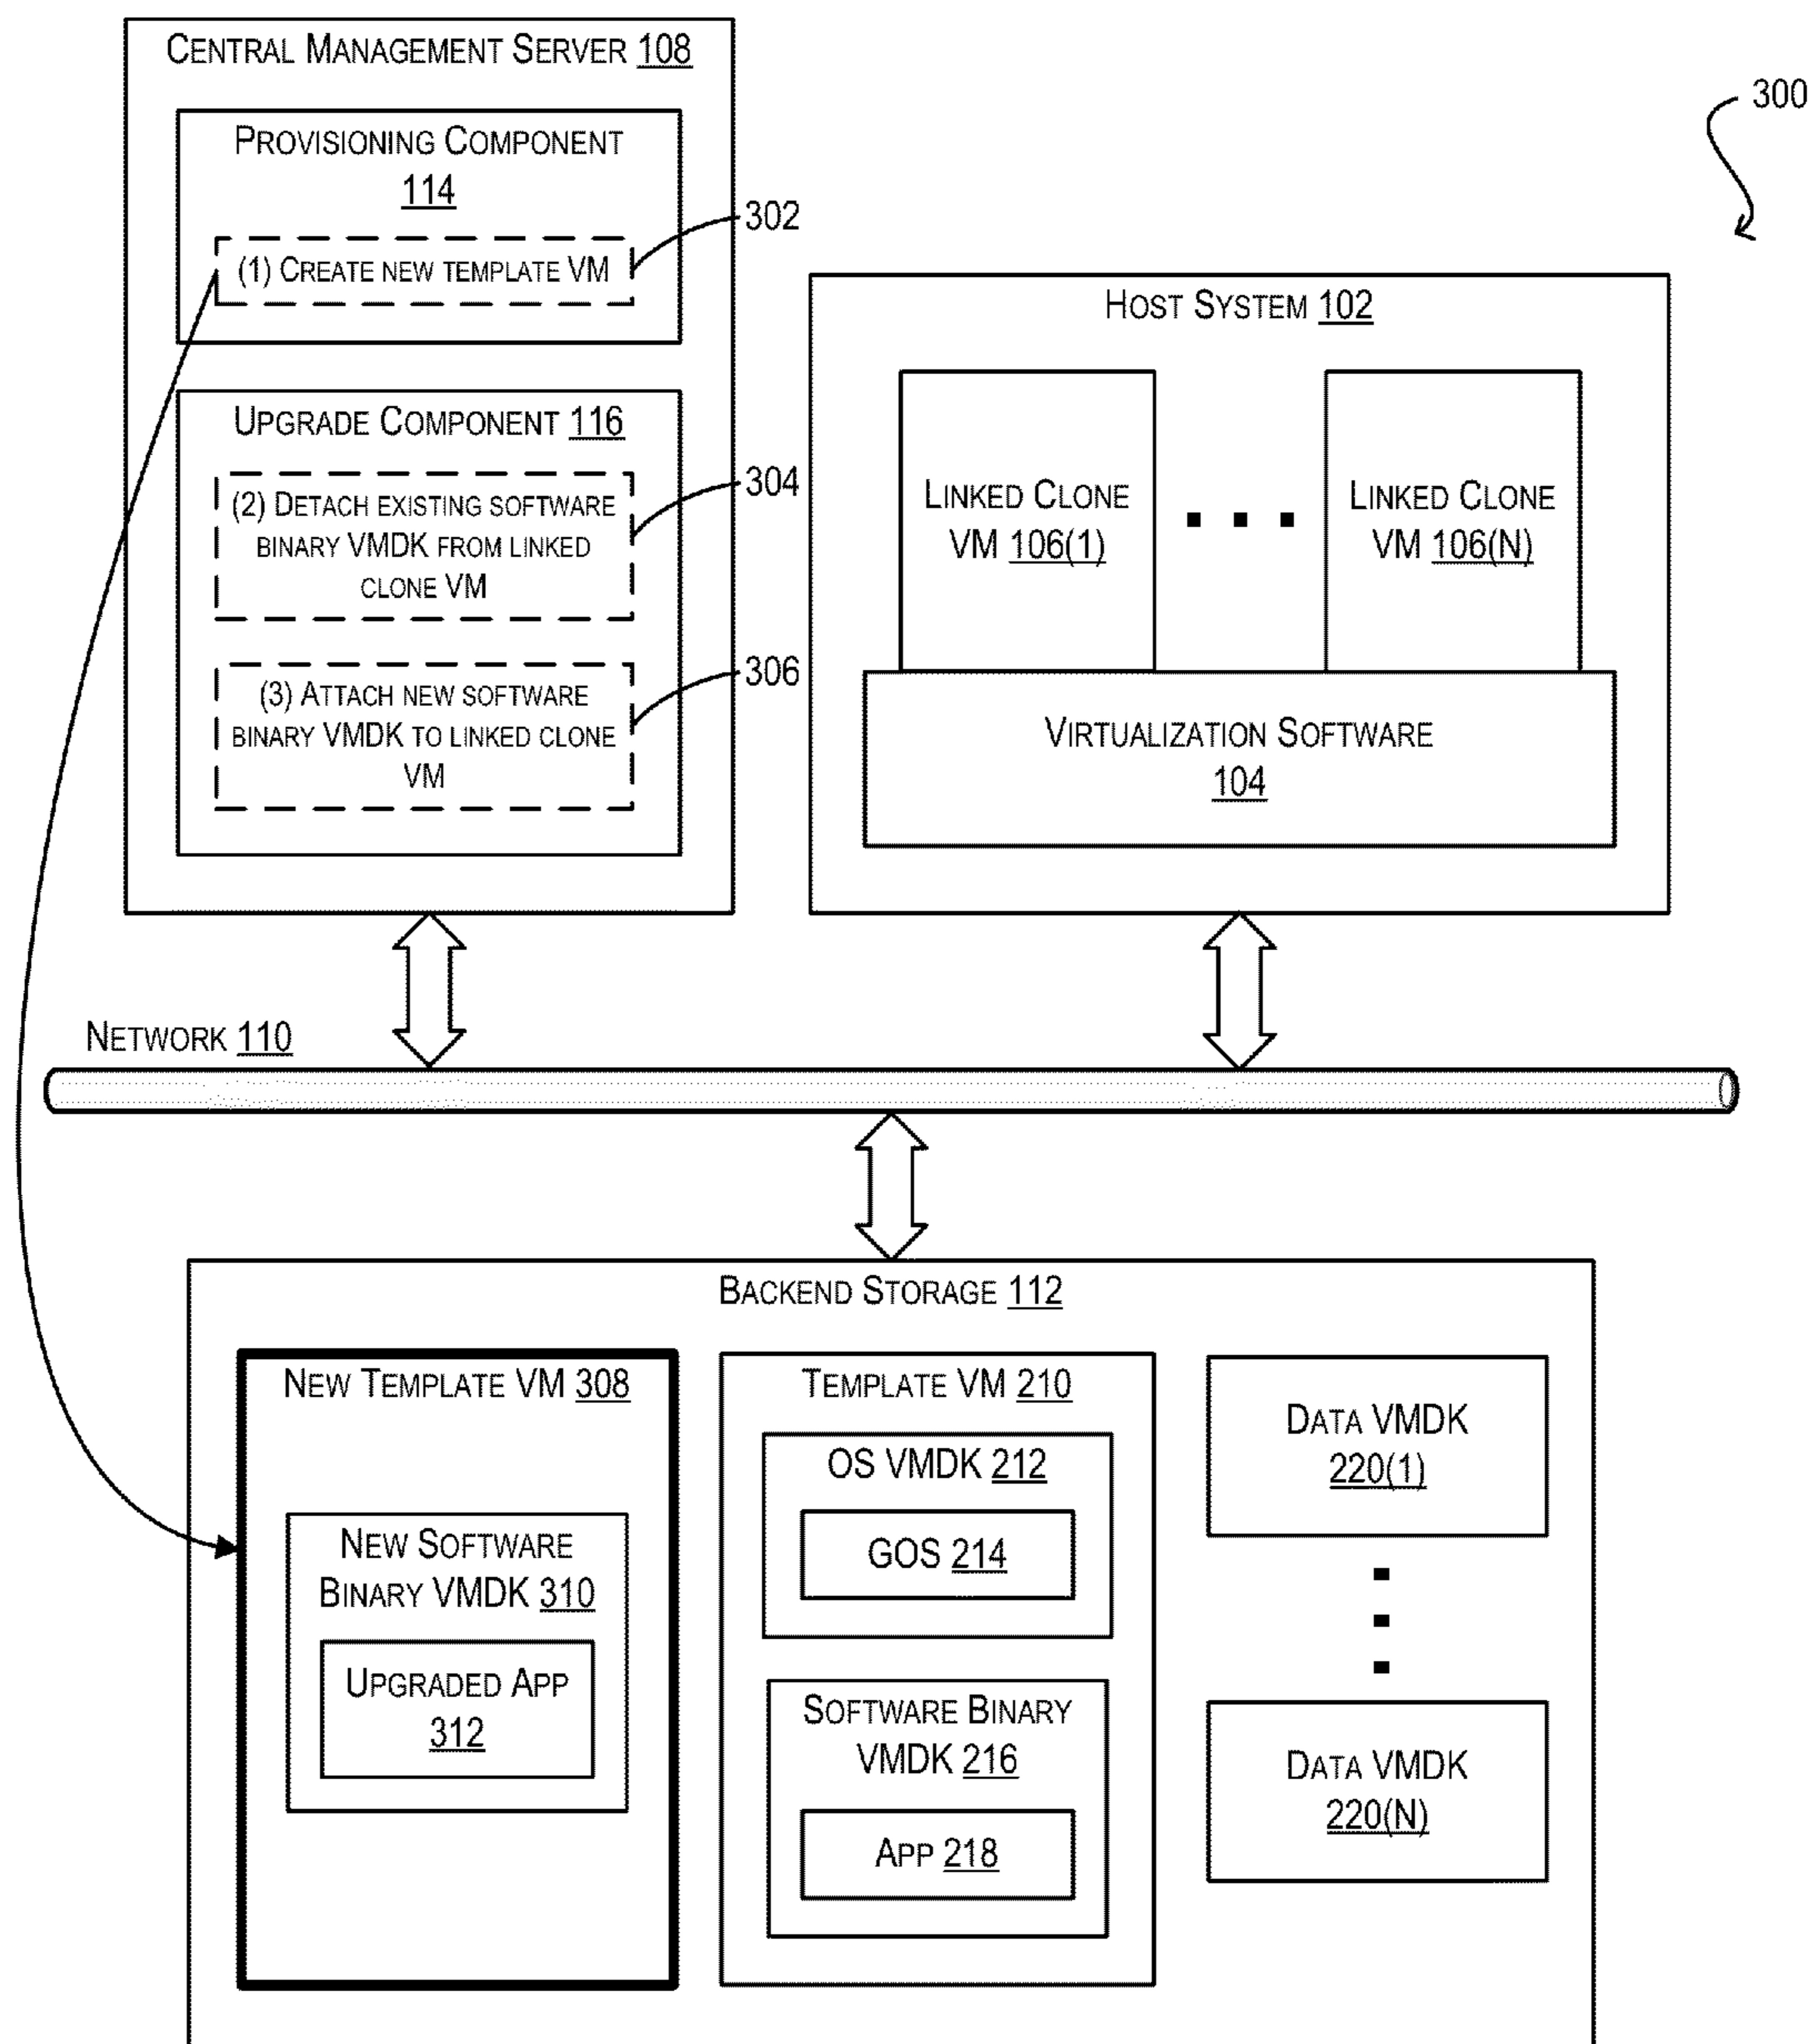 CENTRAL MANAGEMENT SERVER 108
PROVISIONING COMPONENT
114
(1) CREATE NEW TEMPLATE VM
302
UPGRADE COMPONENT 116
(2) DETACH EXISTING SOFTWARE
BINARY VMDK FROM LINKED
CLONE VM
304
(3) ATTACH NEW SOFTWARE
BINARY VMDK TO LINKED CLONE
VM
306
300
HOST SYSTEM 102
LINKED CLONE
VM 106(1)
LINKED CLONE
VM 106(N)
VIRTUALIZATION SOFTWARE
104
NETWORK 110
BACKEND STORAGE 112
NEW TEMPLATE VM 308
NEW SOFTWARE
BINARY VMDK 310
UPGRADED APP
312
TEMPLATE VM 210
OS VMDK 212
GOS 214
SOFTWARE BINARY
VMDK 216
APP 218
DATA VMDK
220(1)
DATA VMDK
220(N)